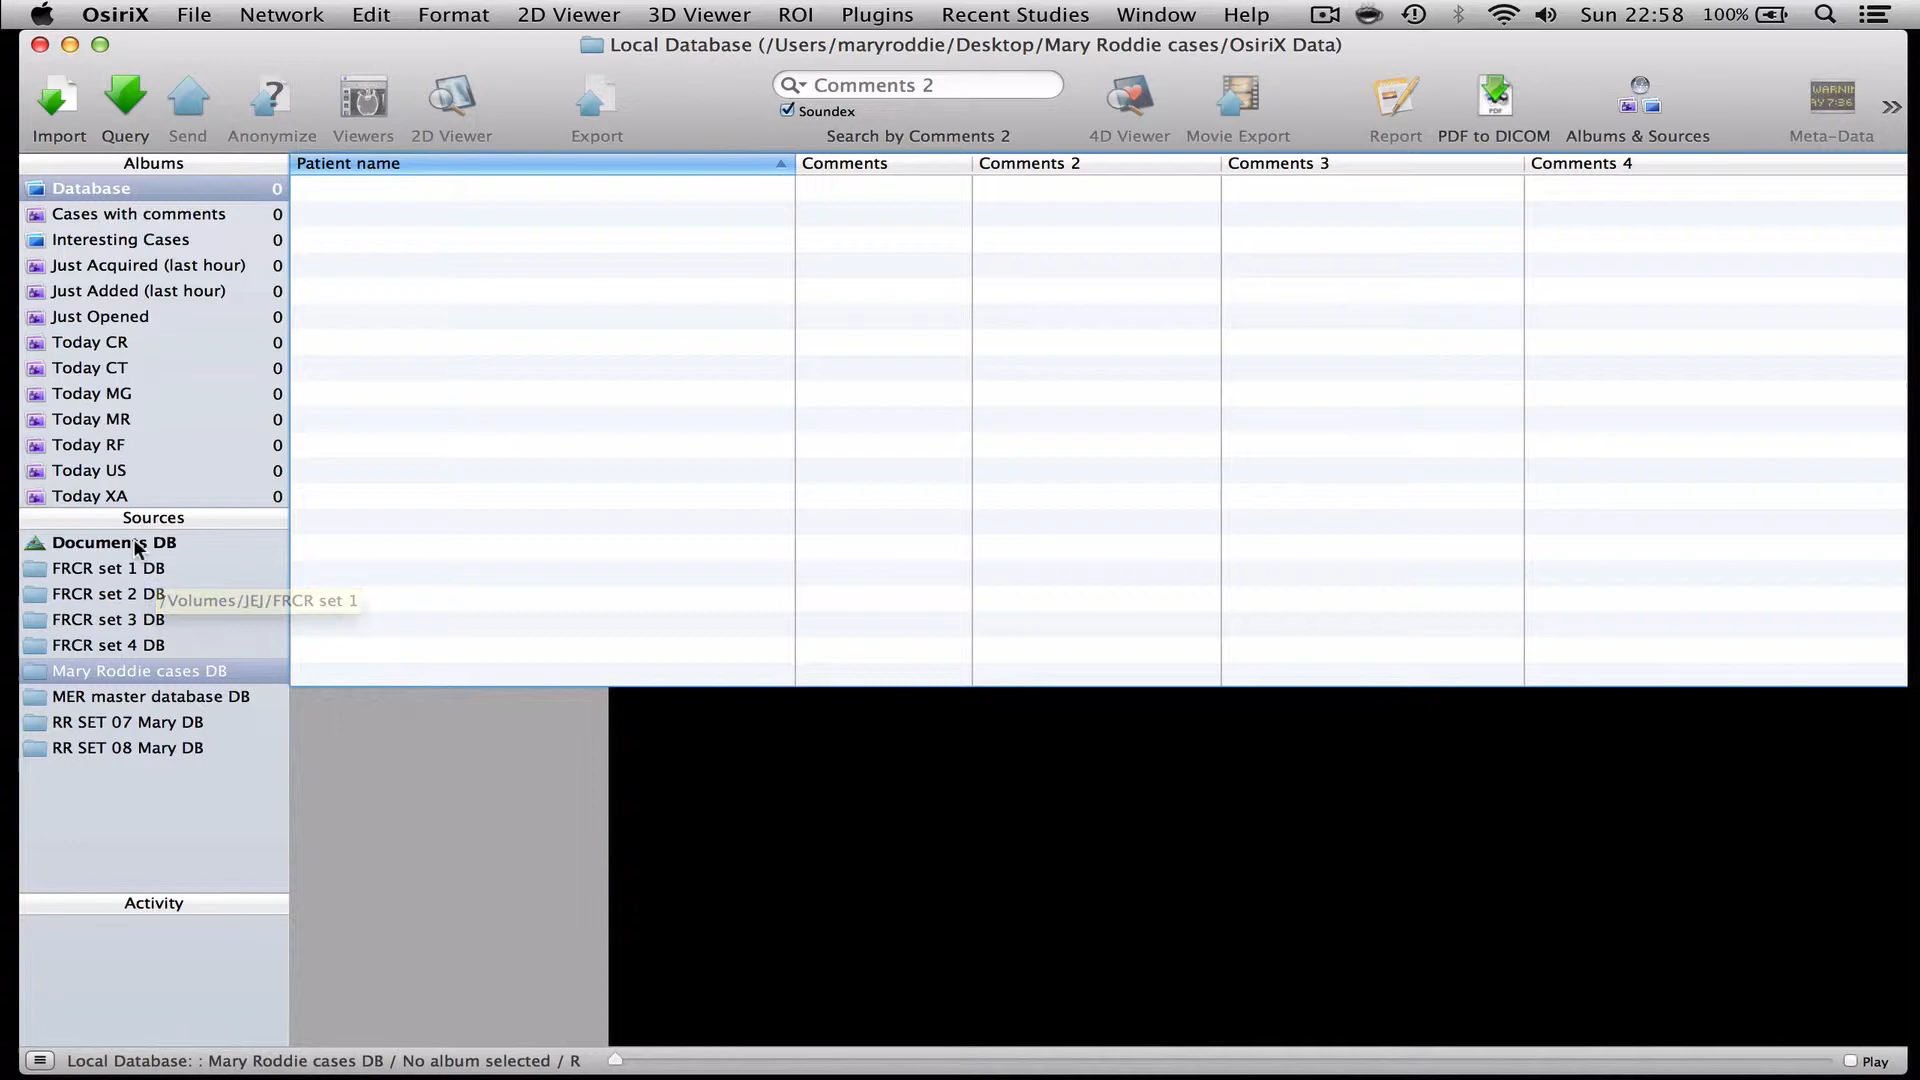 OsiriX File Network Edit Format 2D Viewer 3D Viewer ROI Plugins Recent Studies Window Help Sun 22:58 100%
Local Database (/Users/maryroddie/Desktop/Mary Roddie cases/OsiriX Data)
Comments 2
Soundex
Import Query Send Anonymize Viewers 2D Viewer Export Search by Comments 2 4D Viewer Movie Export Report PDF to DICOM Albums & Sources Meta-Data
Albums Patient name Comments Comments 2 Comments 3 Comments 4
Database 0
Cases with comments 0
Interesting Cases 0
Just Acquired (last hour) 0
Just Added (last hour) 0
Just Opened 0
Today CR 0
Today CT 0
Today MG 0
Today MR 0
Today RF 0
Today US 0
Today XA 0
Sources
Documents DB
FRCR set 1 DB
FRCR set 2 DB
/Volumes/JEJ/FRCR set 1
FRCR set 3 DB
FRCR set 4 DB
Mary Roddie cases DB
MER master database DB
RR SET 07 Mary DB
RR SET 08 Mary DB
Activity
Local Database: : Mary Roddie cases DB / No album selected / R Play